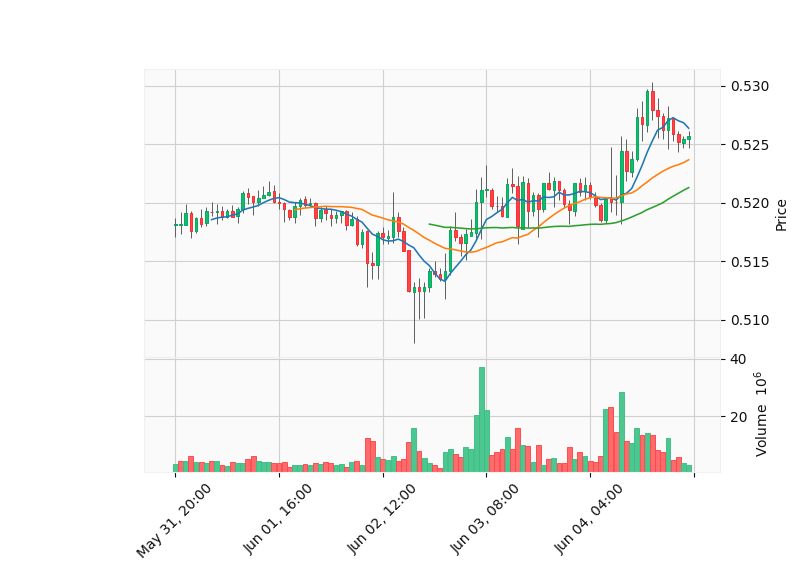 0.530
0.525
0.520
0.515
0.510
Price
40
20
Volume 10^6
May 31, 20:00
Jun 01, 16:00
Jun 02, 12:00
Jun 03, 08:00
Jun 04, 04:00